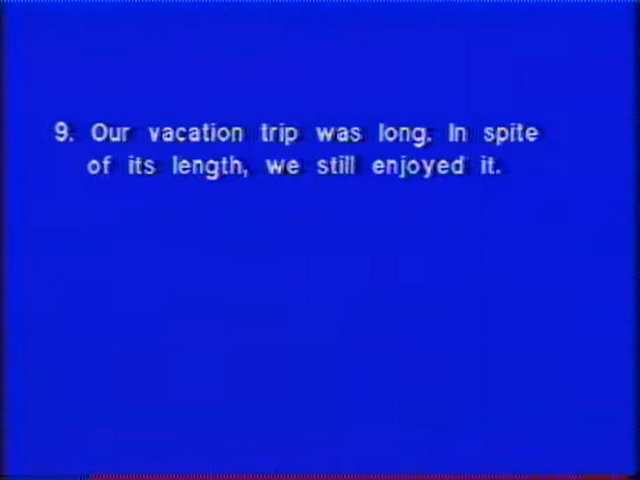 9. Our vacation trip was long. In spite
of its length, we still enjoyed it.